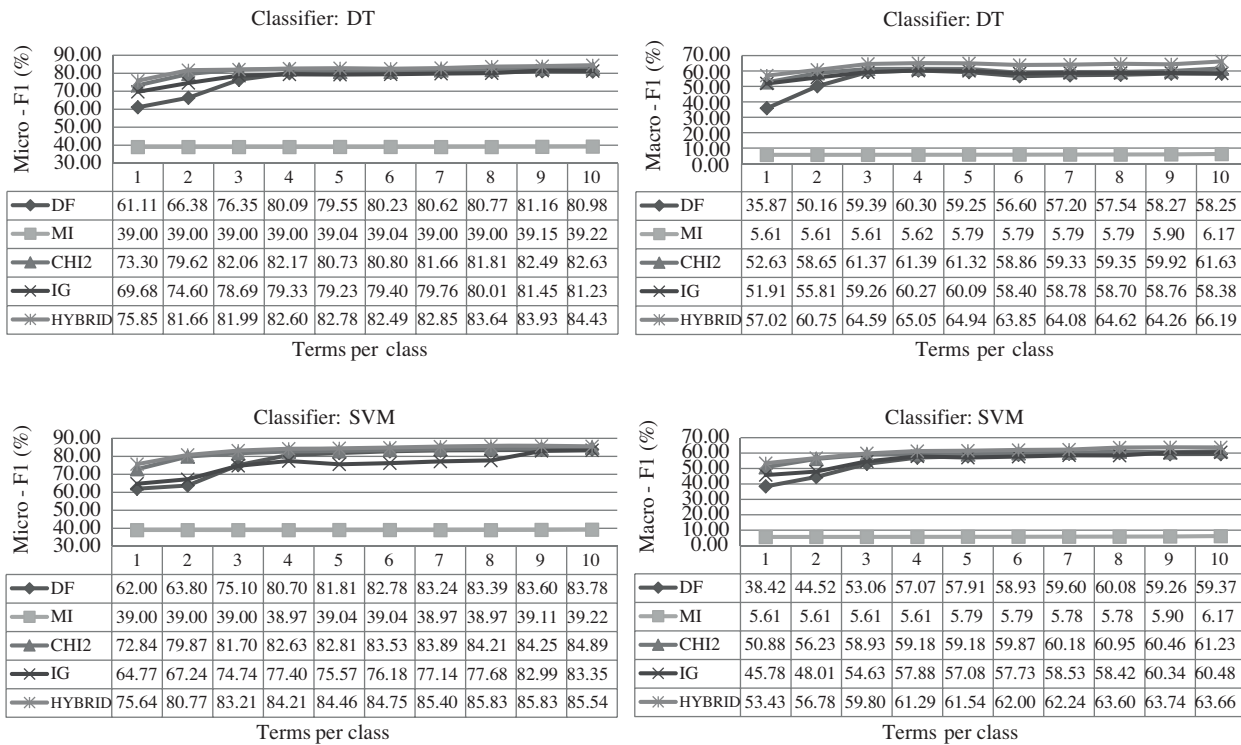 Classifier: DT
Micro - F1 (%)
90.00
80.00
70.00
60.00
50.00
40.00
30.00
1 2 3 4 5 6 7 8 9 10
DF 61.11 66.38 76.35 80.09 79.55 80.23 80.62 80.77 81.16 80.98
MI 39.00 39.00 39.00 39.00 39.04 39.04 39.00 39.00 39.15 39.22
CHI2 73.30 79.62 82.06 82.17 80.73 80.80 81.66 81.81 82.49 82.63
IG 69.68 74.60 78.69 79.33 79.23 79.40 79.76 80.01 81.45 81.23
HYBRID 75.85 81.66 81.99 82.60 82.78 82.49 82.85 83.64 83.93 84.43
Terms per class
Classifier: DT
Macro - F1 (%)
70.00
60.00
50.00
40.00
30.00
20.00
10.00
0.00
1 2 3 4 5 6 7 8 9 10
DF 35.87 50.16 59.39 60.30 59.25 56.60 57.20 57.54 58.27 58.25
MI 5.61 5.61 5.61 5.62 5.79 5.79 5.79 5.79 5.90 6.17
CHI2 52.63 58.65 61.37 61.39 61.32 58.86 59.33 59.35 59.92 61.63
IG 51.91 55.81 59.26 60.27 60.09 58.40 58.78 58.70 58.76 58.38
HYBRID 57.02 60.75 64.59 65.05 64.94 63.85 64.08 64.62 64.26 66.19
Terms per class
Classifier: SVM
Micro - F1 (%)
90.00
80.00
70.00
60.00
50.00
40.00
30.00
1 2 3 4 5 6 7 8 9 10
DF 62.00 63.80 75.10 80.70 81.81 82.78 83.24 83.39 83.60 83.78
MI 39.00 39.00 39.00 38.97 39.04 39.04 38.97 38.97 39.11 39.22
CHI2 72.84 79.87 81.70 82.63 82.81 83.53 83.89 84.21 84.25 84.89
IG 64.77 67.24 74.74 77.40 75.57 76.18 77.14 77.68 82.99 83.35
HYBRID 75.64 80.77 83.21 84.21 84.46 84.75 85.40 85.83 85.83 85.54
Terms per class
Classifier: SVM
Macro - F1 (%)
70.00
60.00
50.00
40.00
30.00
20.00
10.00
0.00
1 2 3 4 5 6 7 8 9 10
DF 38.42 44.52 53.06 57.07 57.91 58.93 59.60 60.08 59.26 59.37
MI 5.61 5.61 5.61 5.61 5.79 5.79 5.78 5.78 5.90 6.17
CHI2 50.88 56.23 58.93 59.18 59.18 59.87 60.18 60.95 60.46 61.23
IG 45.78 48.01 54.63 57.88 57.08 57.73 58.53 58.42 60.34 60.48
HYBRID 53.43 56.78 59.80 61.29 61.54 62.00 62.24 63.60 63.74 63.66
Terms per class